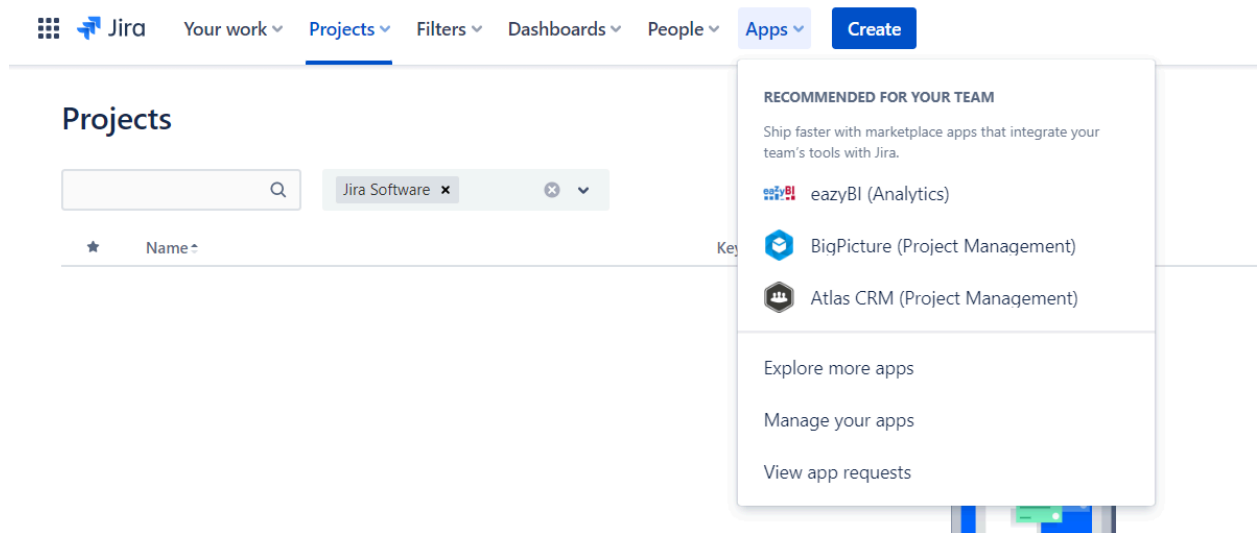 Jira Your work Projects Filters Dashboards People Apps Create
Projects
Jira Software
Name
RECOMMENDED FOR YOUR TEAM
Ship faster with marketplace apps that integrate your
team's tools with Jira.
eazyBI eazyBI (Analytics)
BigPicture (Project Management)
Atlas CRM (Project Management)
Explore more apps
Manage your apps
View app requests